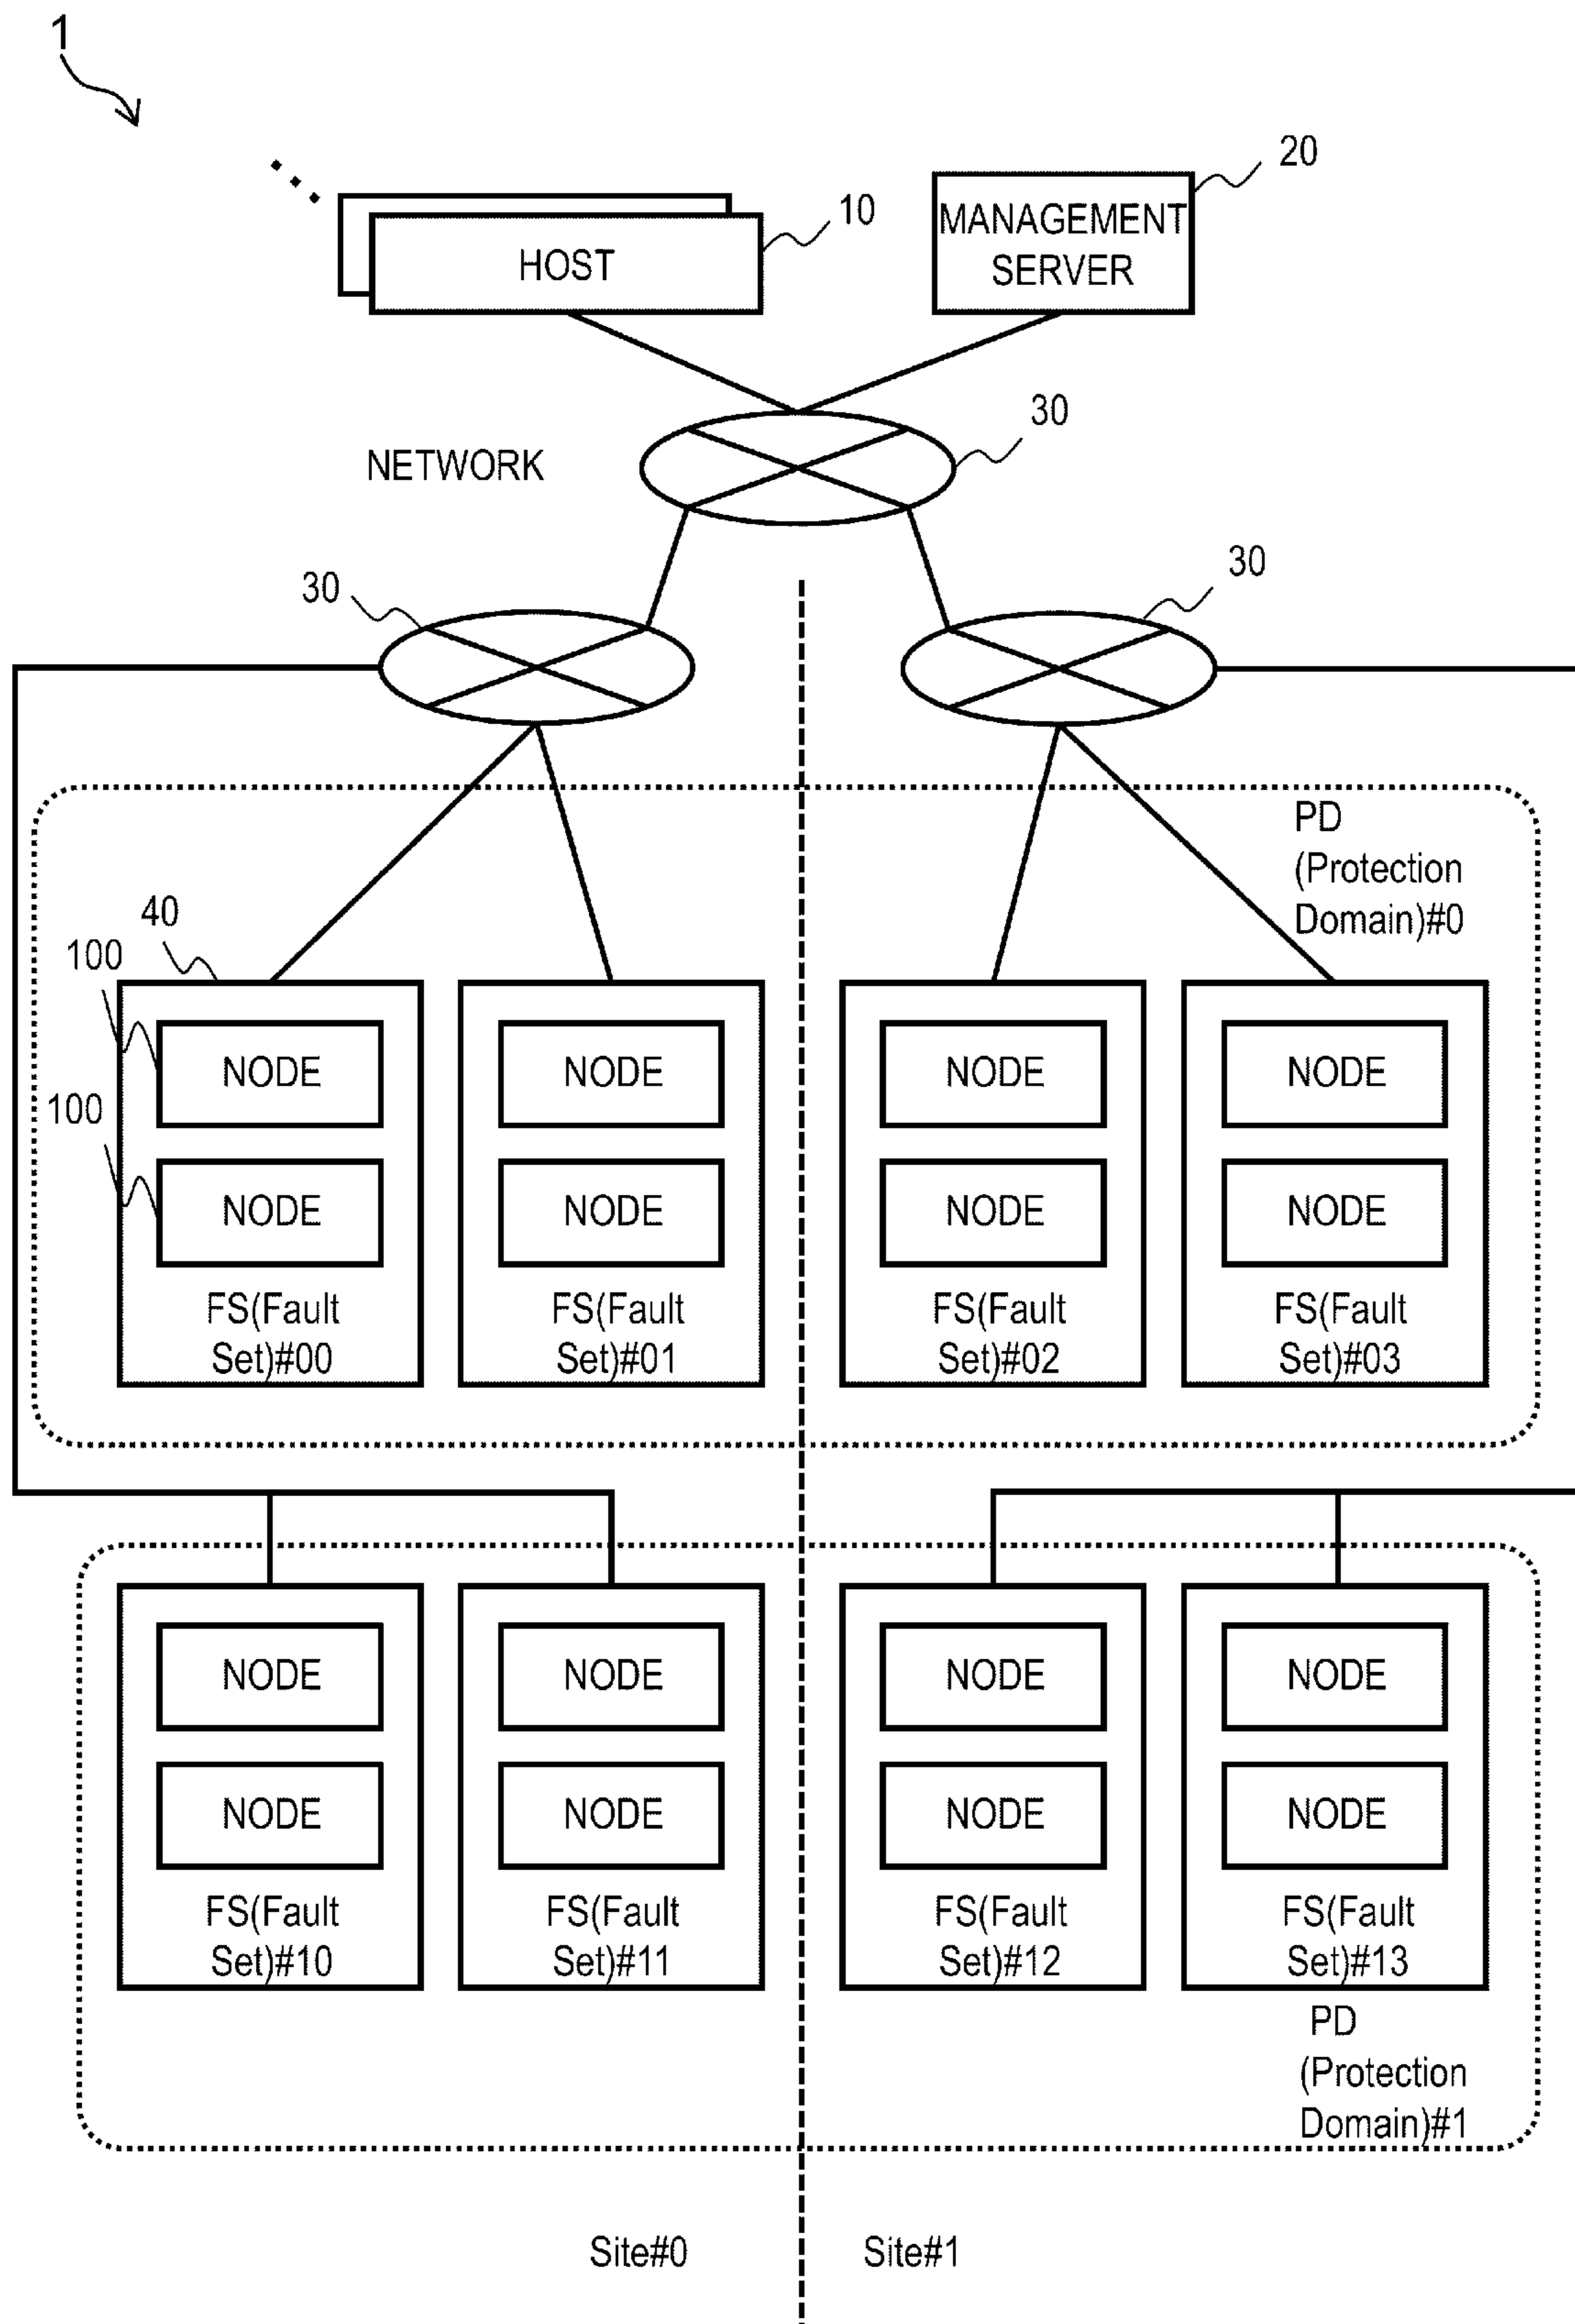 1
20
10
MANAGEMENT
SERVER
HOST
30
NETWORK
30
30
PD
(Protection
Domain)#0
40
100
NODE
NODE
NODE
NODE
100
NODE
NODE
NODE
NODE
FS(Fault
Set)#00
FS(Fault
Set)#01
FS(Fault
Set)#02
FS(Fault
Set)#03
NODE
NODE
NODE
NODE
NODE
NODE
NODE
NODE
FS(Fault
Set)#10
FS(Fault
Set)#11
FS(Fault
Set)#12
FS(Fault
Set)#13
PD
(Protection
Domain)#1
Site#0
Site#1